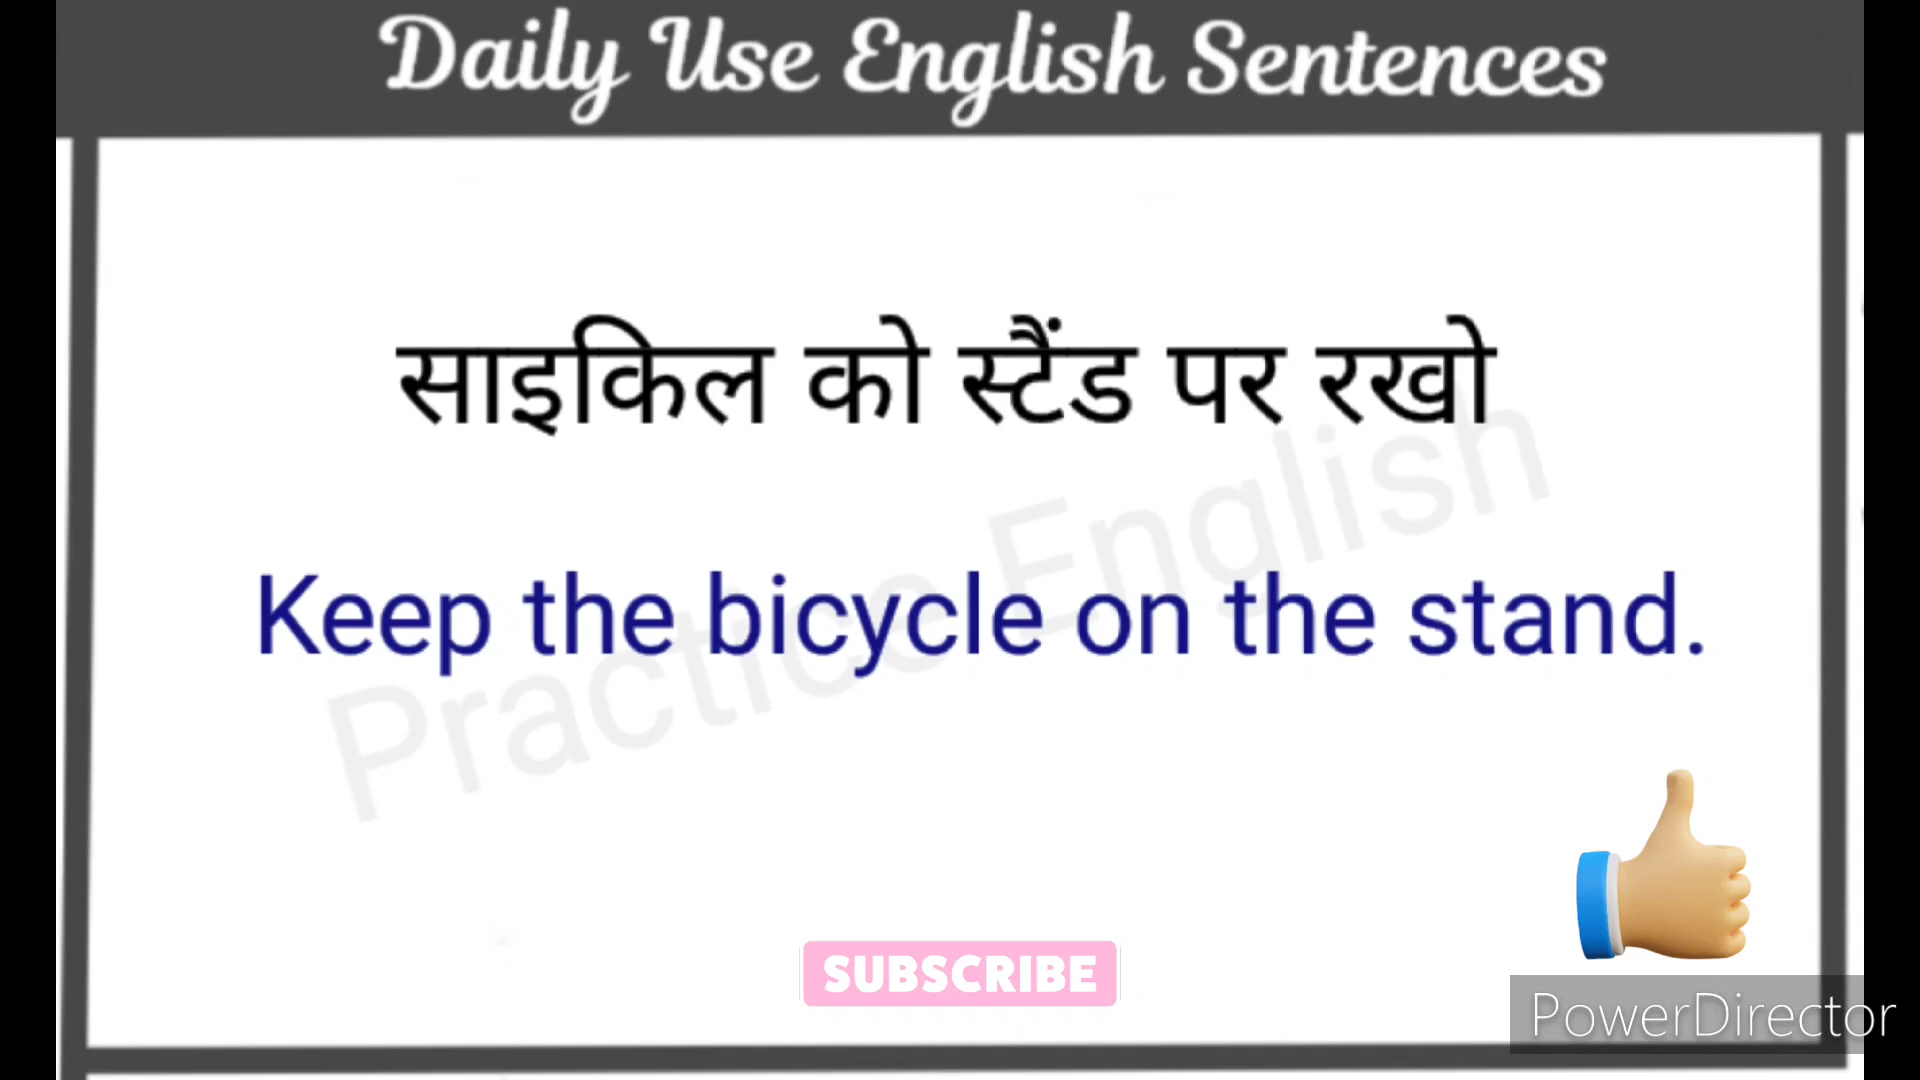 Daily Use English Sentences
साइकिल को स्टैंड पर रखो
Keep the bicycle on the stand.
Practice English
SUBSCRIBE
PowerDirector